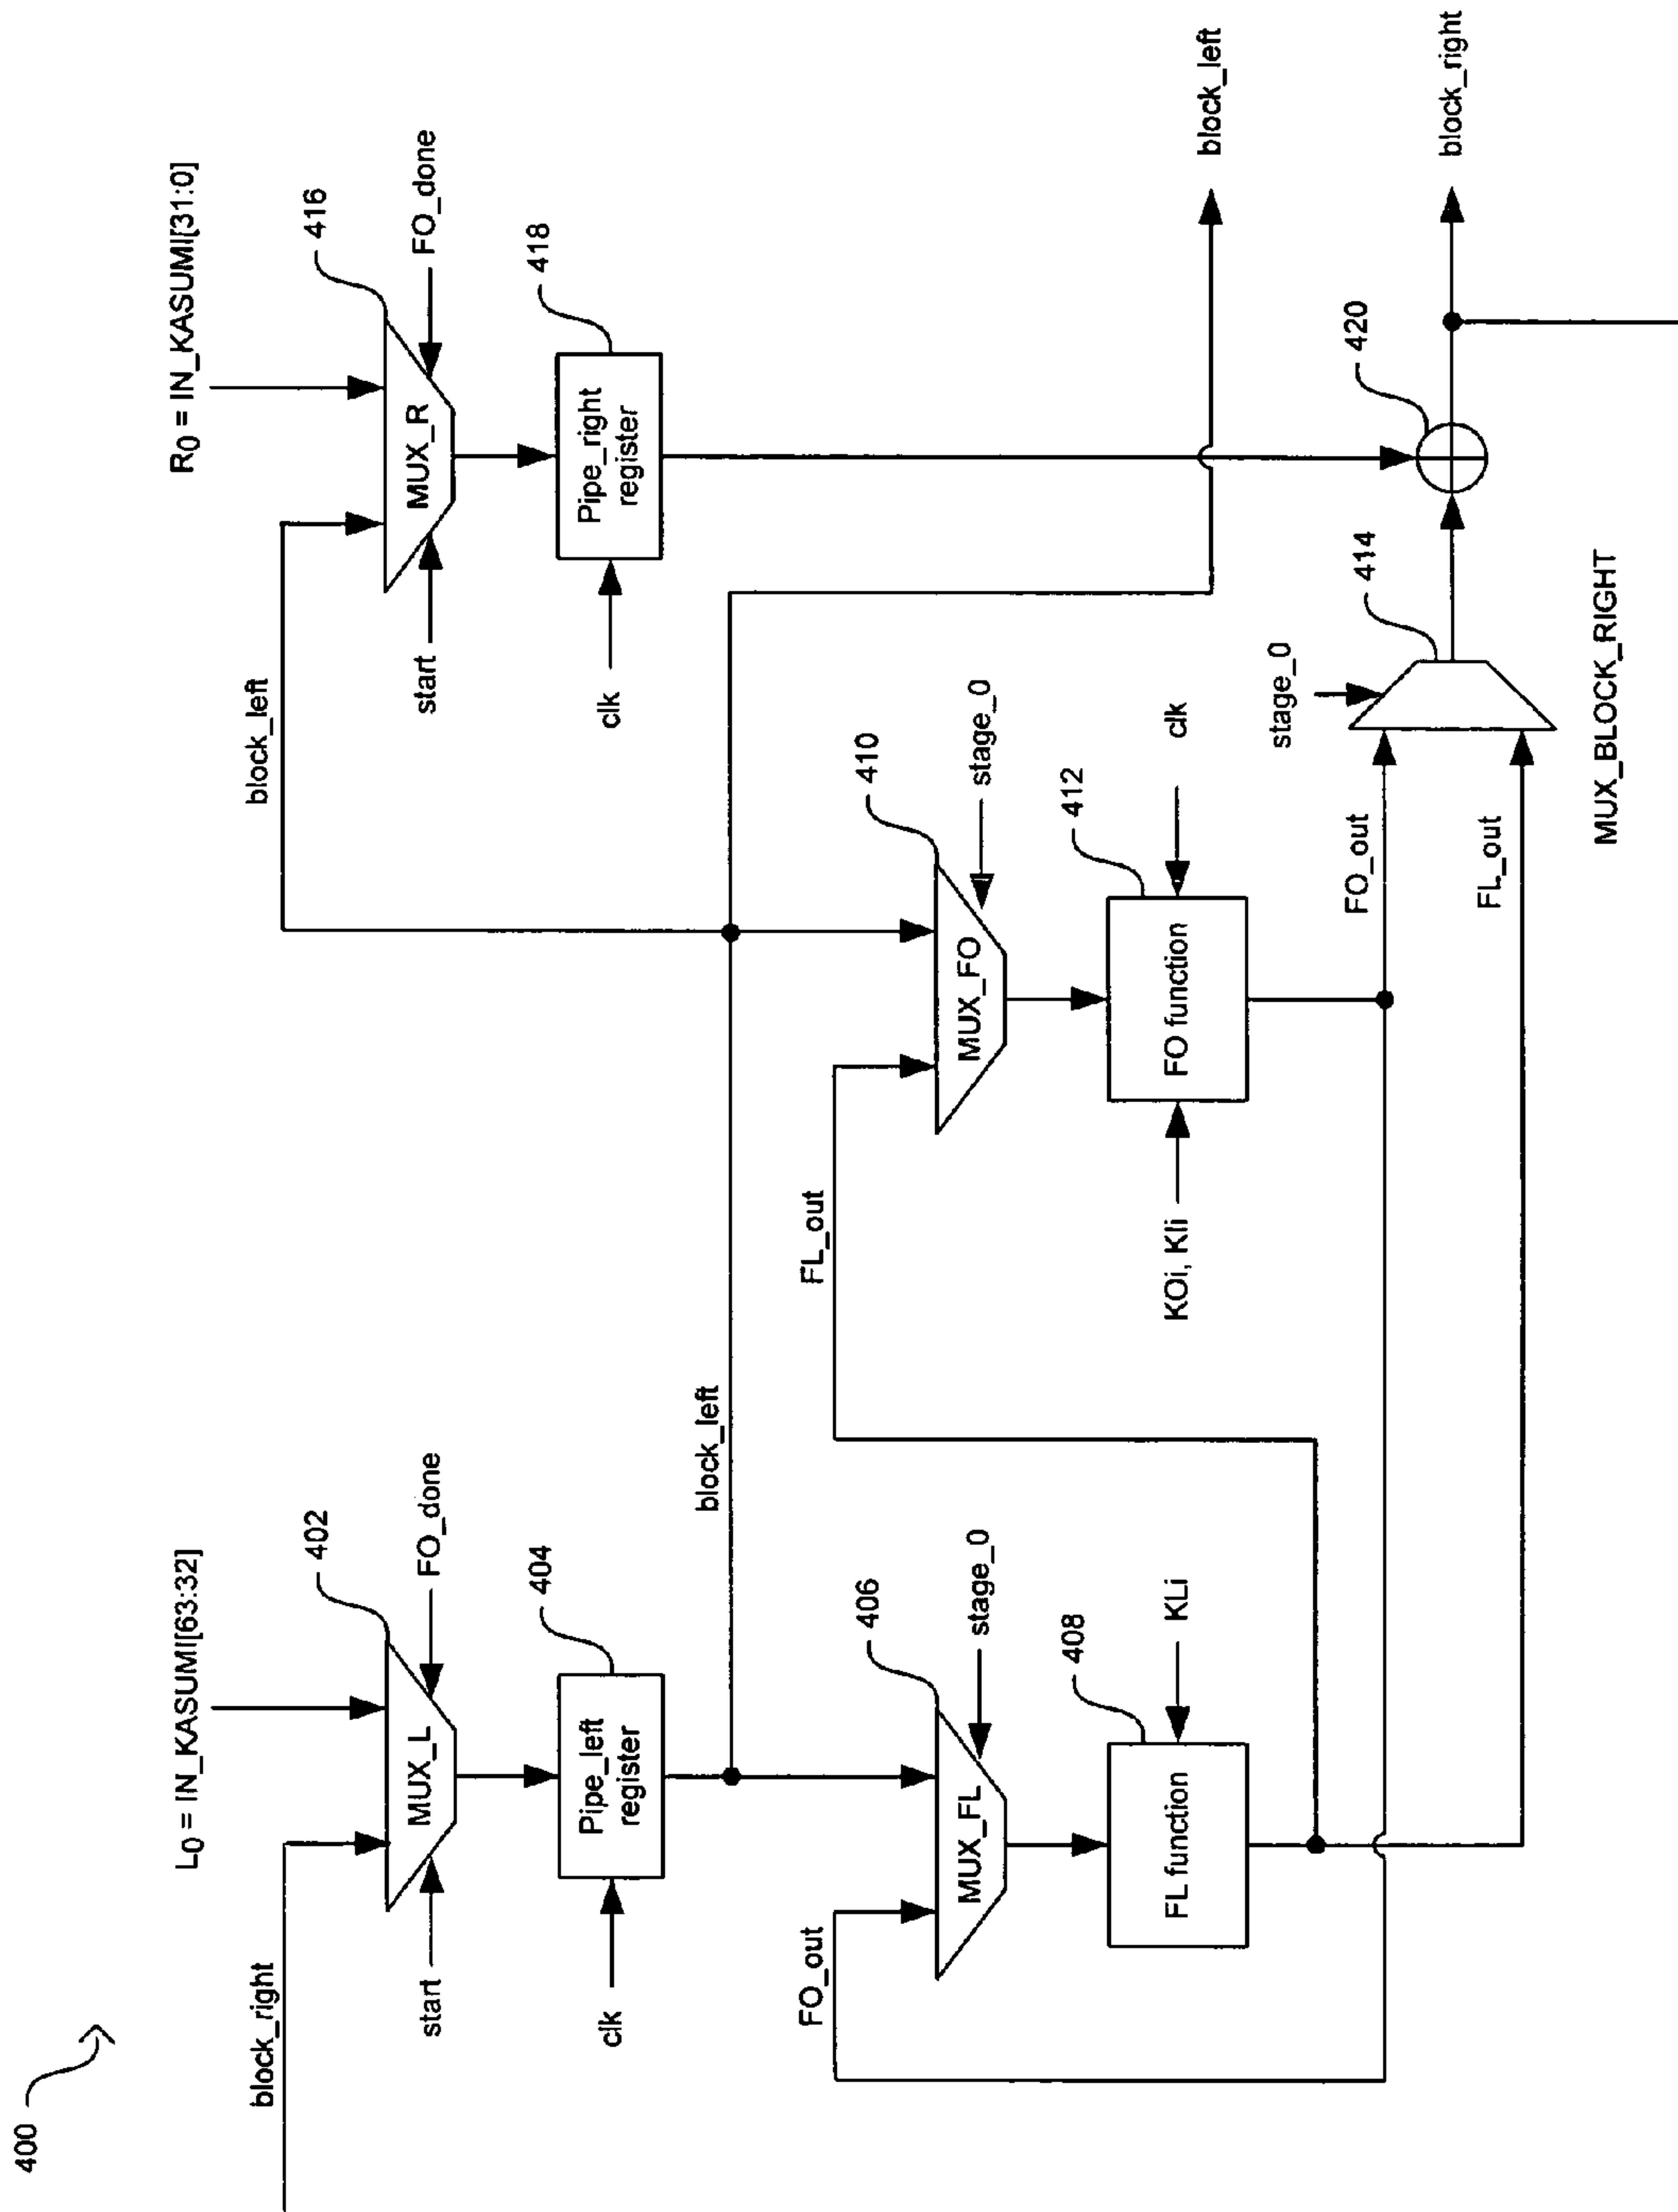 400
block_right
L0 = IN_KASUMI[63:32]
402
MUX_L
start
FO_done
404
Pipe_left
register
clk
block_left
406
MUX_FL
stage_0
FO_out
408
FL function
KLi
FL_out
R0 = IN_KASUMI[31:0]
block_left
416
MUX_R
start
FO_done
418
Pipe_right
register
clk
410
MUX_FO
stage_0
412
FO function
KOi, KIi
clk
FO_out
FL_out
stage_0
414
MUX_BLOCK_RIGHT
420
block_left
block_right